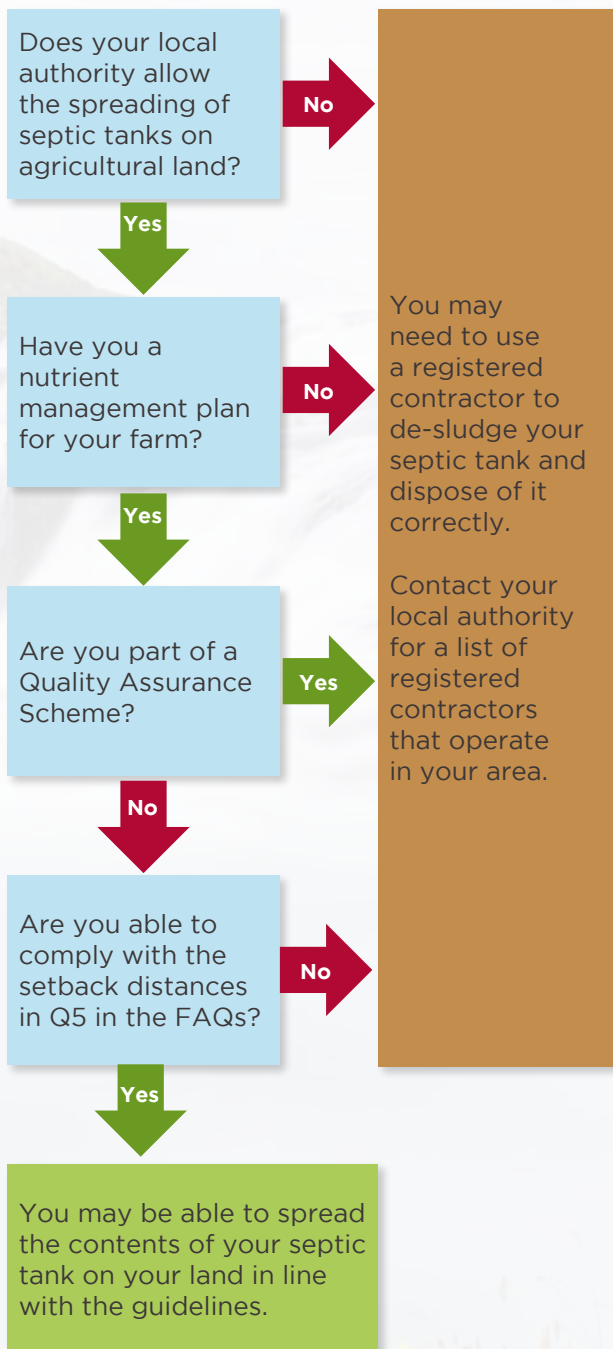 Does your local
authority allow
the spreading of
septic tanks on
agricultural land?
No
Yes
Have you a
nutrient
management plan
for your farm?
No
Yes
Are you part of a
Quality Assurance
Scheme?
Yes
No
Are you able to
comply with the
setback distances
in Q5 in the FAQs?
No
Yes
You may
need to use
a registered
contractor to
de-sludge your
septic tank and
dispose of it
correctly.
Contact your
local authority
for a list of
registered
contractors
that operate
in your area.
You may be able to spread
the contents of your septic
tank on your land in line
with the guidelines.